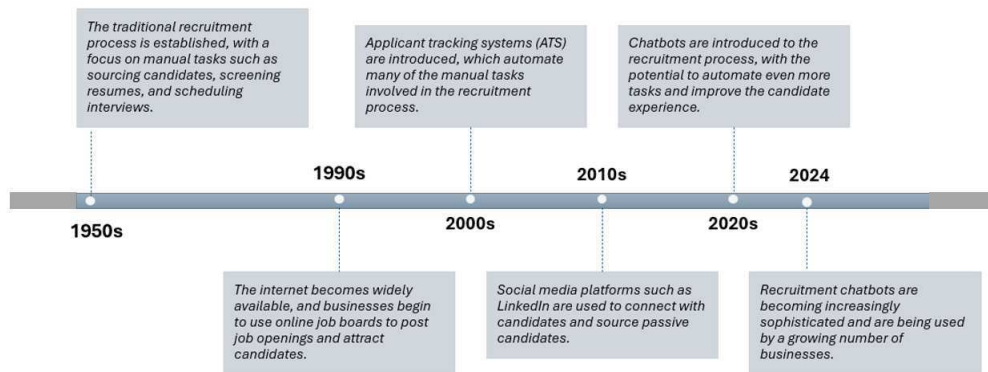 The traditional recruitment
process is established, with a
focus on manual tasks such as
sourcing candidates, screening
resumes, and scheduling
interviews.
Applicant tracking systems (ATS)
are introduced, which automate
many of the manual tasks
involved in the recruitment
process.
Chatbots are introduced to the
recruitment process, with the
potential to automate even more
tasks and improve the candidate
experience.
1990s
2010s
2024
1950s
2000s
2020s
The internet becomes widely
available, and businesses begin
to use online job boards to post
job openings and attract
candidates.
Social media platforms such as
LinkedIn are used to connect with
candidates and source passive
candidates.
Recruitment chatbots are
becoming increasingly
sophisticated and are being used
by a growing number of
businesses.